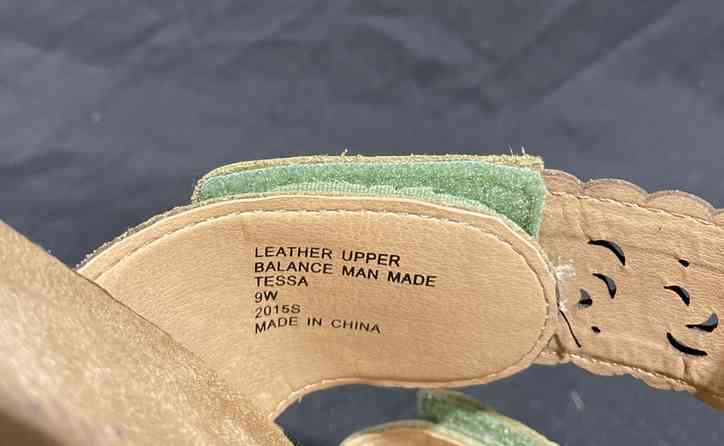 LEATHER UPPER
BALANCE MAN MADE
TESSA
9W
2015S
MADE IN CHINA